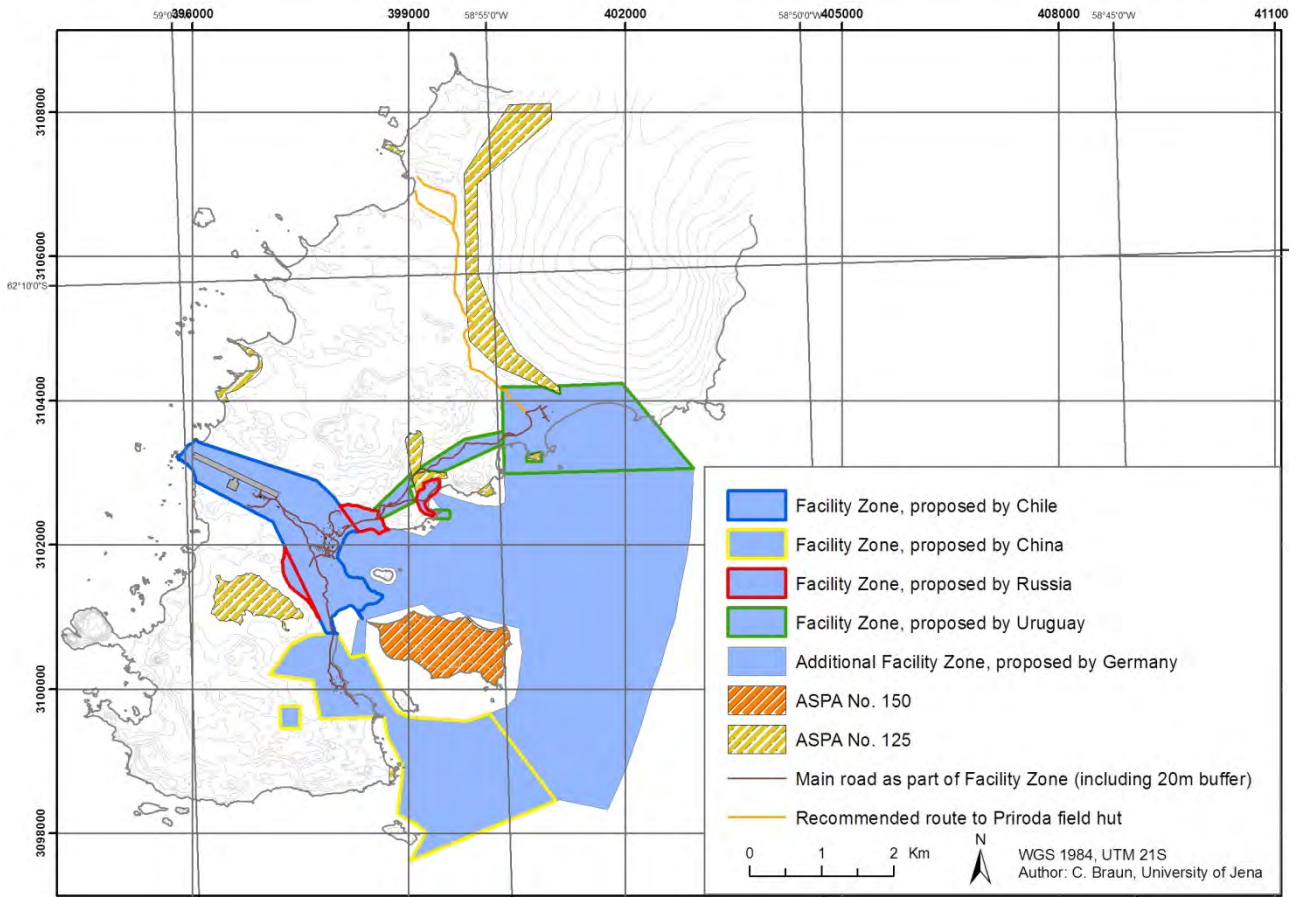 59°0'0"W
396000
399000
58°55'0"W
402000
58°50'0"W
405000
408000
58°45'0"W
41100
3108000
3106000
62°10'0"S
3104000
3102000
3100000
3098000
Facility Zone, proposed by Chile
Facility Zone, proposed by China
Facility Zone, proposed by Russia
Facility Zone, proposed by Uruguay
Additional Facility Zone, proposed by Germany
ASPA No. 150
ASPA No. 125
Main road as part of Facility Zone (including 20m buffer)
Recommended route to Priroda field hut
0 1 2 Km
N
WGS 1984, UTM 21S
Author: C. Braun, University of Jena